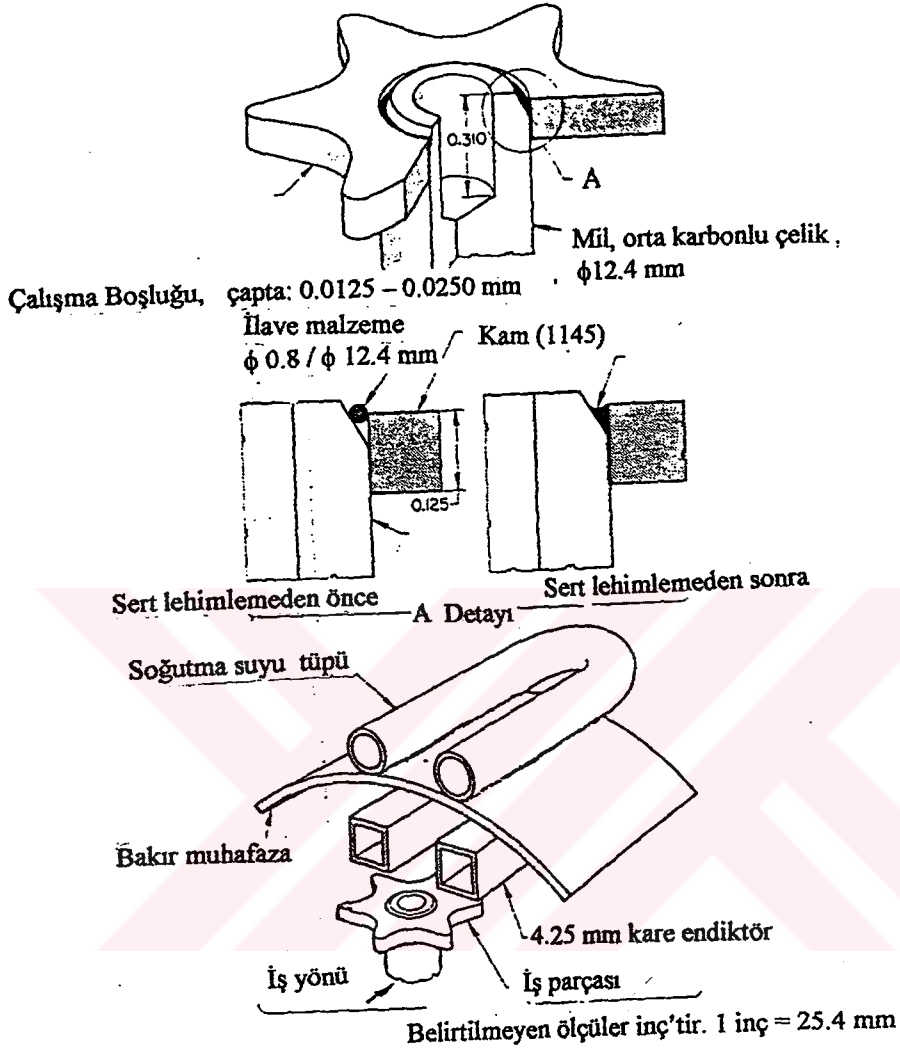 0.310
A
Mil, orta karbonlu çelik,
ϕ12.4 mm
Çalışma Boşluğu, çapta: 0.0125 – 0.0250 mm
İlave malzeme
ϕ 0.8 / ϕ 12.4 mm
Kam (1145)
0.125
Sert lehimlemeden önce
Sert lehimlemeden sonra
A Detayı
Soğutma suyu tüpü
Bakır muhafaza
4.25 mm kare endiktör
İş yönü
İş parçası
Belirtilmeyen ölçüler inç'tir. 1 inç = 25.4 mm